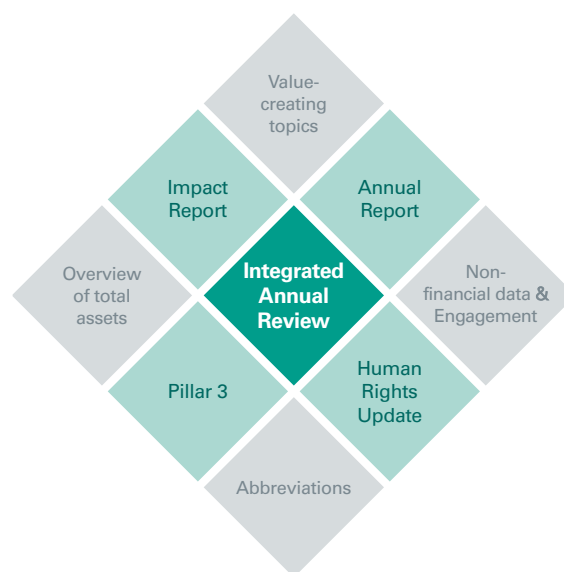 Value-
creating
topics
Impact
Report
Annual
Report
Overview
of total
assets
Integrated
Annual
Review
Non-
financial data &
Engagement
Pillar 3
Human
Rights
Update
Abbreviations